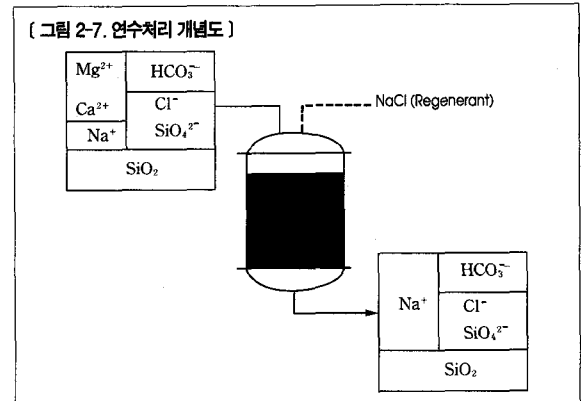 [ 그림 2-7. 연수처리 개념도 ]
Mg²⁺
HCO₃⁻
Ca²⁺
Cl⁻
Na⁺
SiO₄²⁻
SiO₂
NaCl (Regenerant)
HCO₃⁻
Na⁺
Cl⁻
SiO₄²⁻
SiO₂